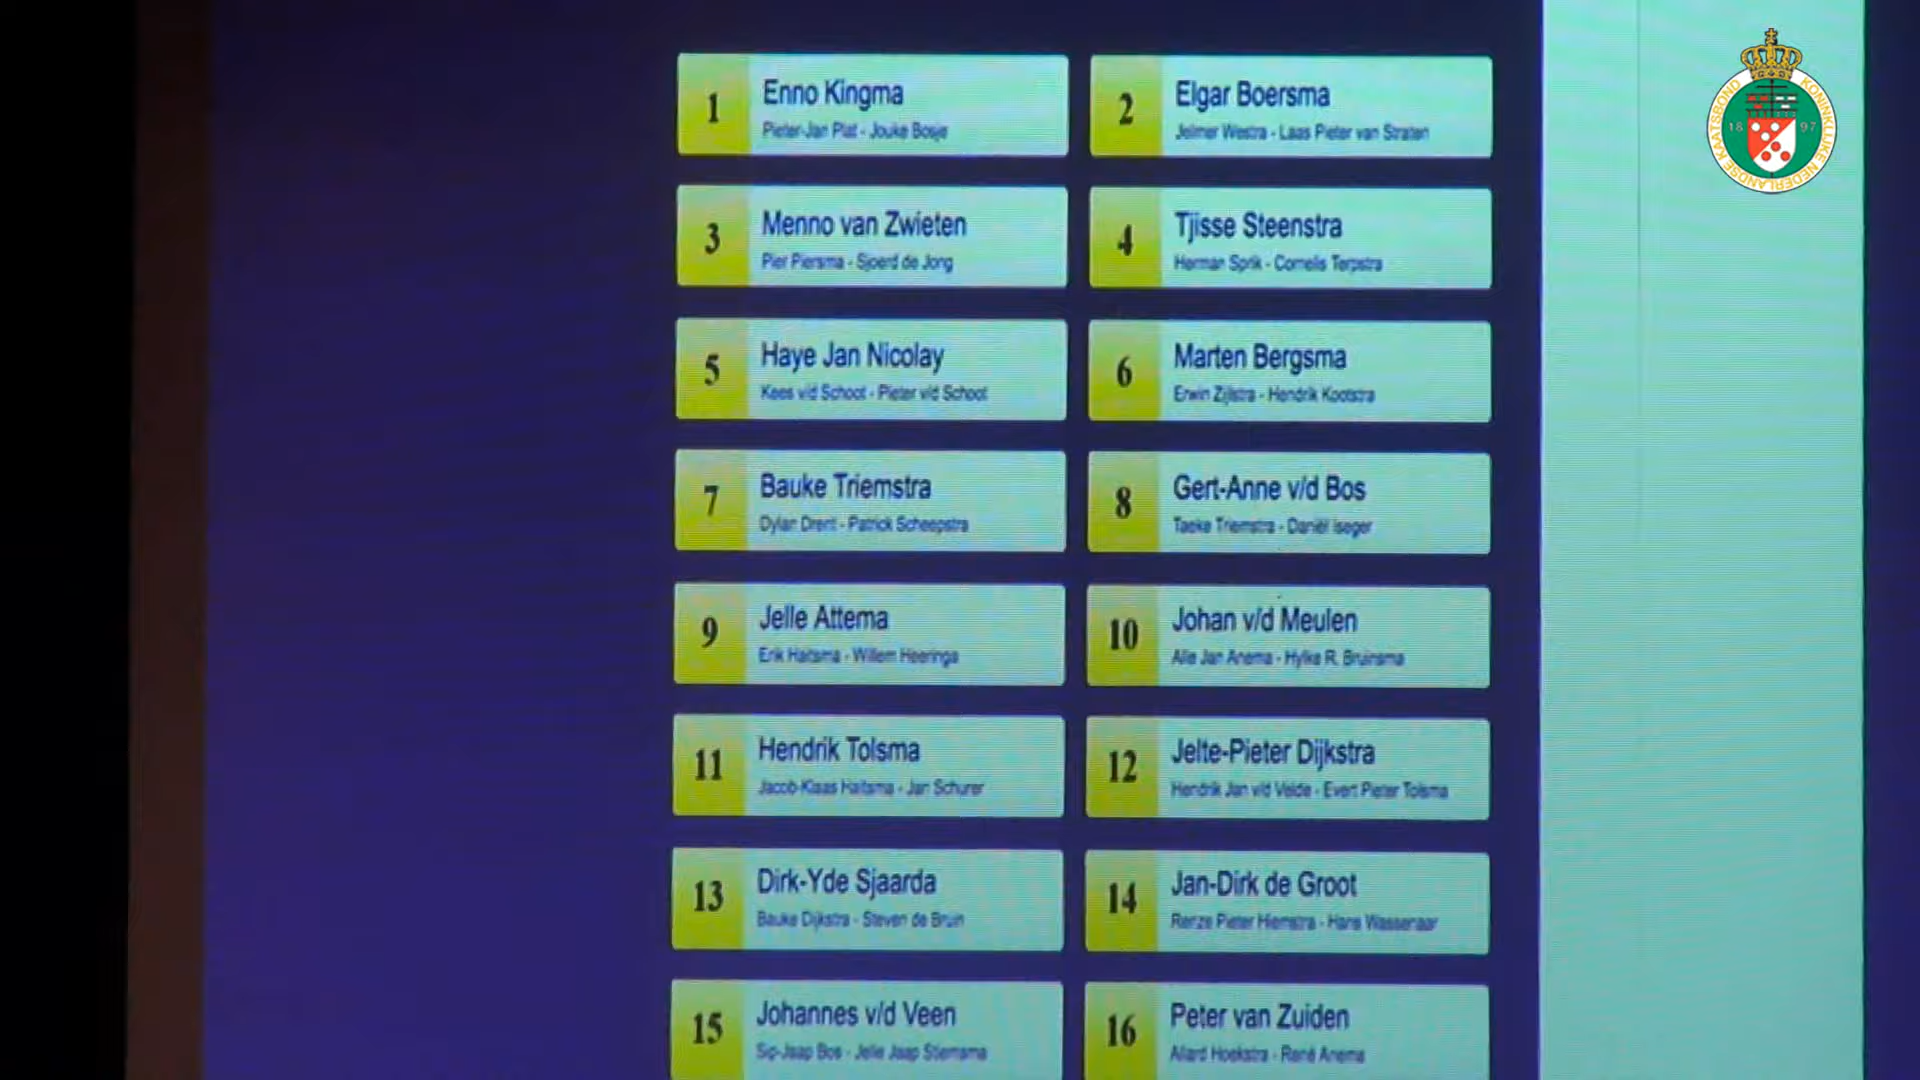 1
Enno Kingma
Pieter-Jan Plat - Jouke Bosje
2
Elgar Boersma
Jelmer Westra - Laas Pieter van Straten
3
Menno van Zwieten
Pier Piersma - Sjoerd de Jong
4
Tjisse Steenstra
Herman Sprik - Cornelis Terpstra
5
Haye Jan Nicolay
Kees v/d Schoot - Pieter v/d Schoot
6
Marten Bergsma
Erwin Zijlstra - Hendrik Kootstra
7
Bauke Triemstra
Dylan Drent - Patrick Scheepstra
8
Gert-Anne v/d Bos
Taeke Triemstra - Daniël Iseger
9
Jelle Attema
Erik Haitsma - Willem Heeringa
10
Johan v/d Meulen
Alle Jan Anema - Hylke R. Bruinsma
11
Hendrik Tolsma
Jacob-Klaas Haitsma - Jan Schurer
12
Jelte-Pieter Dijkstra
Hendrik Jan v/d Velde - Evert Pieter Tolsma
13
Dirk-Yde Sjaarda
Bauke Dijkstra - Steven de Bruin
14
Jan-Dirk de Groot
Renze Pieter Hiemstra - Hans Wassenaar
15
Johannes v/d Veen
Sip-Jaap Bos - Jelle Jaap Stiemsma
16
Peter van Zuiden
Allard Hoekstra - René Anema
KONINKLIJKE NEDERLANDSE KAATSBOND
18 97